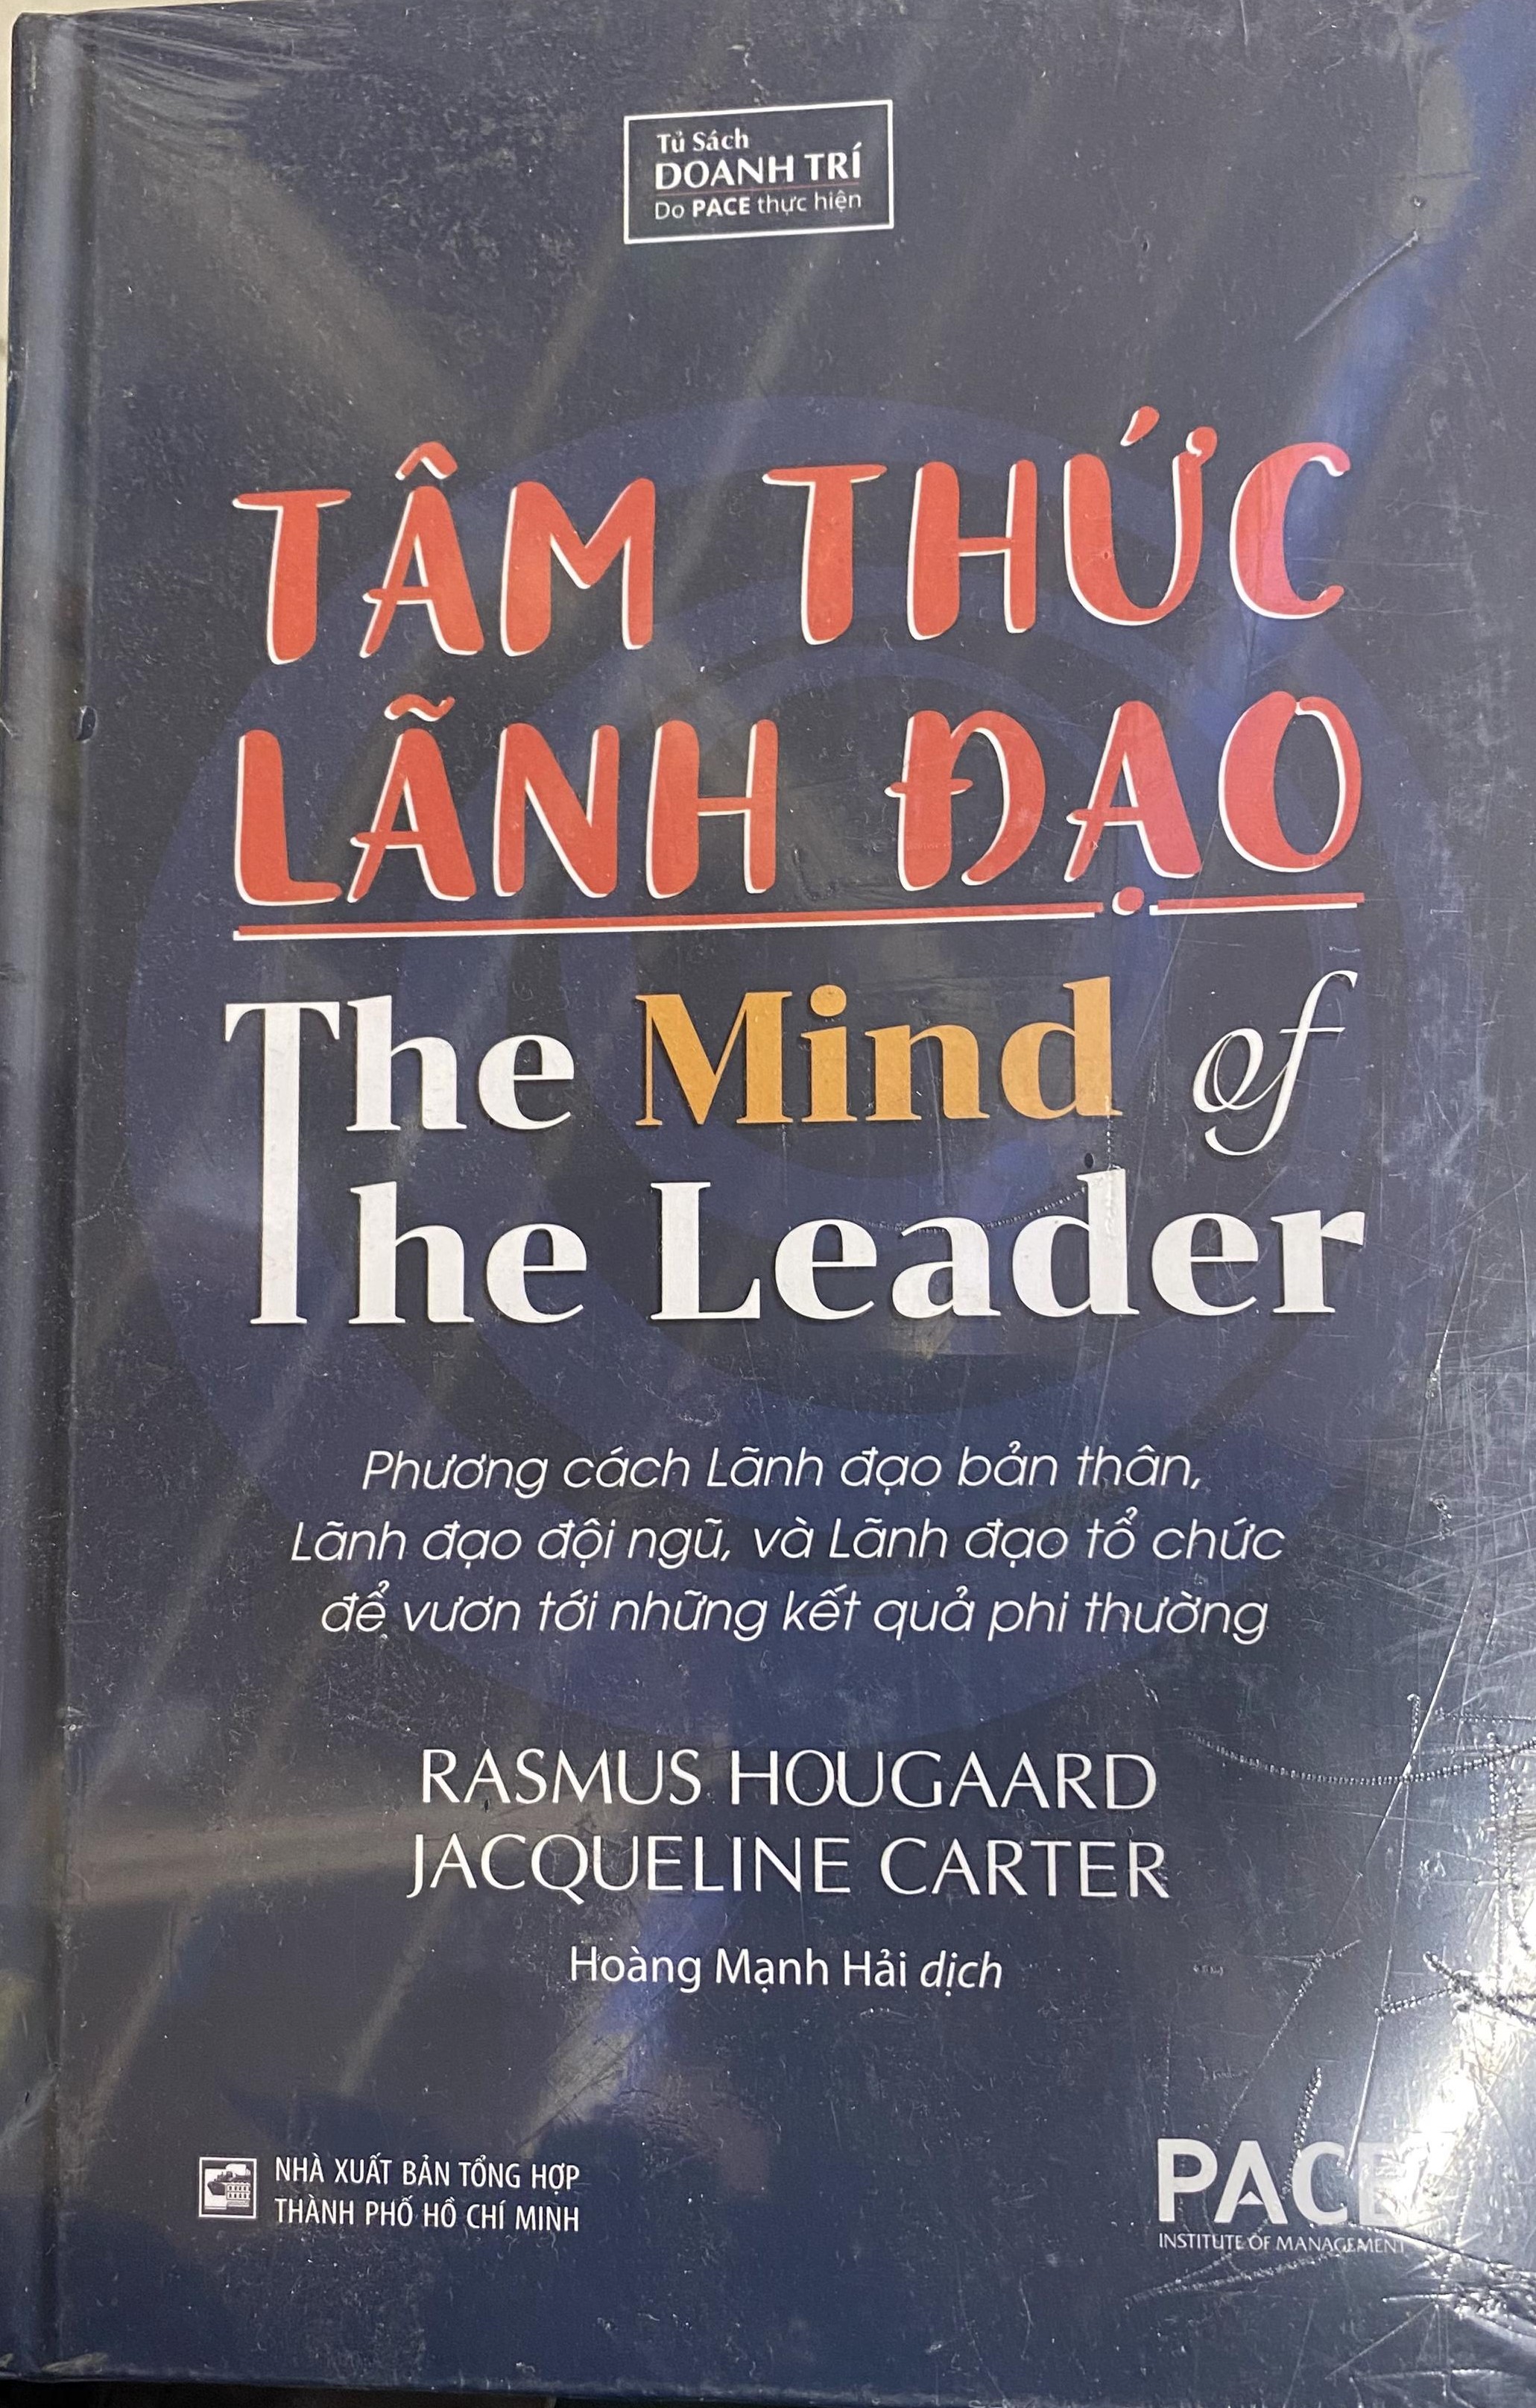 Tủ Sách
DOANH TRÍ
Do PACE thực hiện
TÂM THỨC
LÃNH ĐẠO
The Mind of
The Leader
Phương cách Lãnh đạo bản thân,
Lãnh đạo đội ngũ, và Lãnh đạo tổ chức
để vươn tới những kết quả phi thường
RASMUS HOUGAARD
JACQUELINE CARTER
Hoàng Mạnh Hải dịch
NHÀ XUẤT BẢN TỔNG HỢP
THÀNH PHỐ HỒ CHÍ MINH
PACE
INSTITUTE OF MANAGEMENT